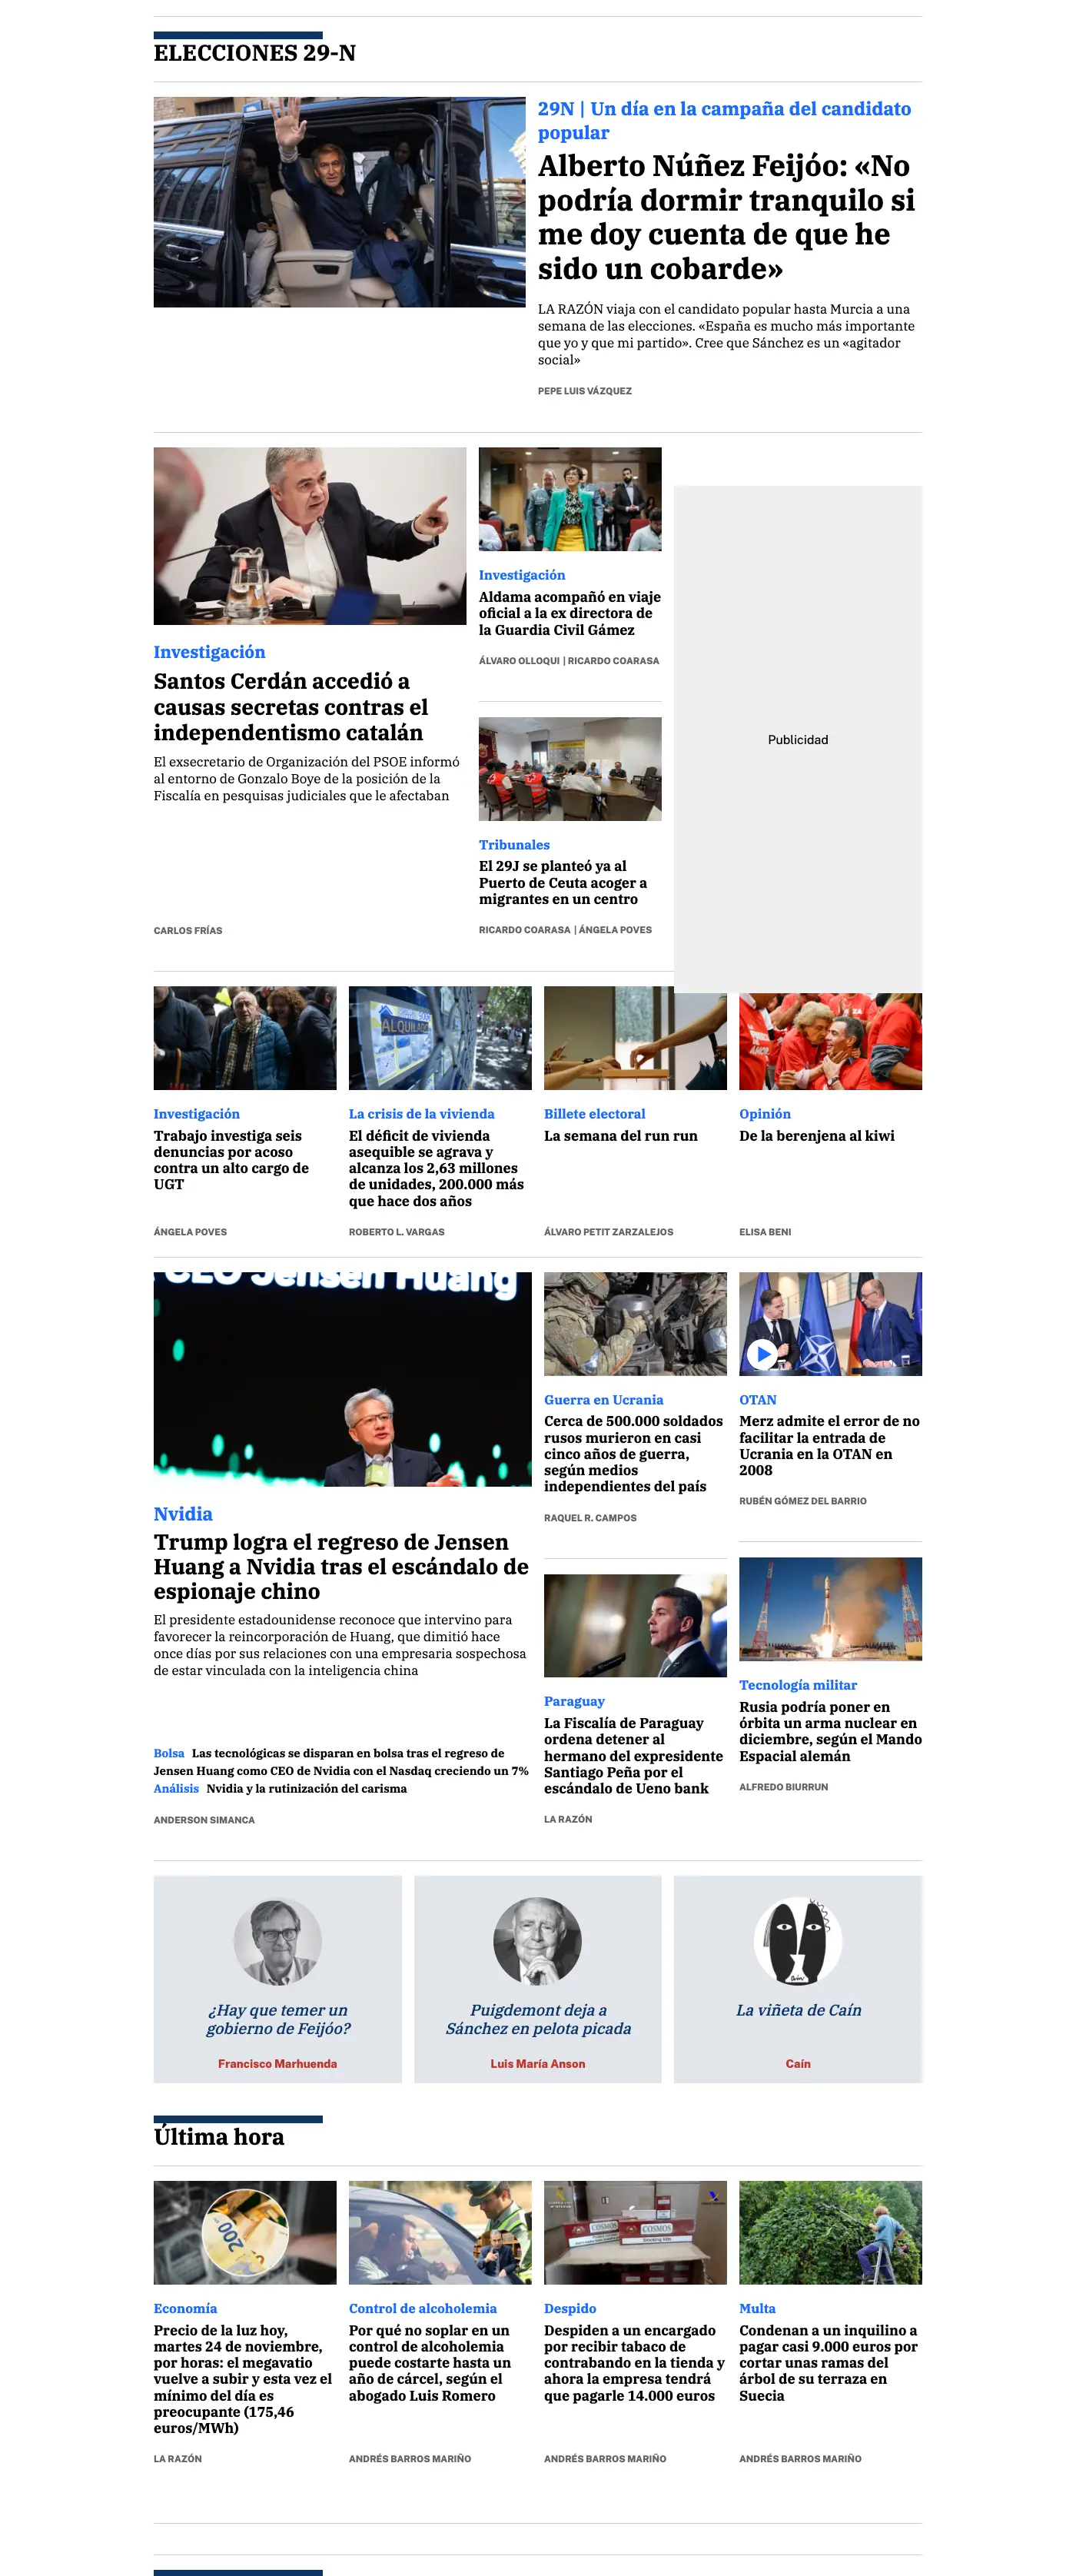 ELECCIONES 29-N
29N | Un día en la campaña del candidato
popular
Alberto Núñez Feijóo: «No
podría dormir tranquilo si
me doy cuenta de que he
sido un cobarde»
LA RAZÓN viaja con el candidato popular hasta Murcia a una
semana de las elecciones. «España es mucho más importante
que yo y que mi partido». Cree que Sánchez es un «agitador
social»
PEPE LUIS VÁZQUEZ
Investigación
Santos Cerdán accedió a
causas secretas contras el
independentismo catalán
El exsecretario de Organización del PSOE informó
al entorno de Gonzalo Boye de la posición de la
Fiscalía en pesquisas judiciales que le afectaban
CARLOS FRÍAS
Investigación
Aldama acompañó en viaje
oficial a la ex directora de
la Guardia Civil Gámez
ÁLVARO OLLOQUI | RICARDO COARASA
Tribunales
El 29J se planteó ya al
Puerto de Ceuta acoger a
migrantes en un centro
RICARDO COARASA | ÁNGELA POVES
Publicidad
ALQUILADO
Investigación
Trabajo investiga seis
denuncias por acoso
contra un alto cargo de
UGT
ÁNGELA POVES
La crisis de la vivienda
El déficit de vivienda
asequible se agrava y
alcanza los 2,63 millones
de unidades, 200.000 más
que hace dos años
ROBERTO L. VARGAS
Billete electoral
La semana del run run
ÁLVARO PETIT ZARZALEJOS
Opinión
De la berenjena al kiwi
ELISA BENI
CEO Jensen Huang
Nvidia
Trump logra el regreso de Jensen
Huang a Nvidia tras el escándalo de
espionaje chino
El presidente estadounidense reconoce que intervino para
favorecer la reincorporación de Huang, que dimitió hace
once días por sus relaciones con una empresaria sospechosa
de estar vinculada con la inteligencia china
Bolsa Las tecnológicas se disparan en bolsa tras el regreso de
Jensen Huang como CEO de Nvidia con el Nasdaq creciendo un 7%
Análisis Nvidia y la rutinización del carisma
ANDERSON SIMANCA
Guerra en Ucrania
Cerca de 500.000 soldados
rusos murieron en casi
cinco años de guerra,
según medios
independientes del país
RAQUEL R. CAMPOS
Paraguay
La Fiscalía de Paraguay
ordena detener al
hermano del expresidente
Santiago Peña por el
escándalo de Ueno bank
LA RAZÓN
OTAN
Merz admite el error de no
facilitar la entrada de
Ucrania en la OTAN en
2008
RUBÉN GÓMEZ DEL BARRIO
Tecnología militar
Rusia podría poner en
órbita un arma nuclear en
diciembre, según el Mando
Espacial alemán
ALFREDO BIURRUN
¿Hay que temer un
gobierno de Feijóo?
Francisco Marhuenda
Puigdemont deja a
Sánchez en pelota picada
Luis María Anson
La viñeta de Caín
Caín
Última hora
200
COSMOS
COSMOS
Economía
Precio de la luz hoy,
martes 24 de noviembre,
por horas: el megavatio
vuelve a subir y esta vez el
mínimo del día es
preocupante (175,46
euros/MWh)
LA RAZÓN
Control de alcoholemia
Por qué no soplar en un
control de alcoholemia
puede costarte hasta un
año de cárcel, según el
abogado Luis Romero
ANDRÉS BARROS MARIÑO
Despido
Despiden a un encargado
por recibir tabaco de
contrabando en la tienda y
ahora la empresa tendrá
que pagarle 14.000 euros
ANDRÉS BARROS MARIÑO
Multa
Condenan a un inquilino a
pagar casi 9.000 euros por
cortar unas ramas del
árbol de su terraza en
Suecia
ANDRÉS BARROS MARIÑO